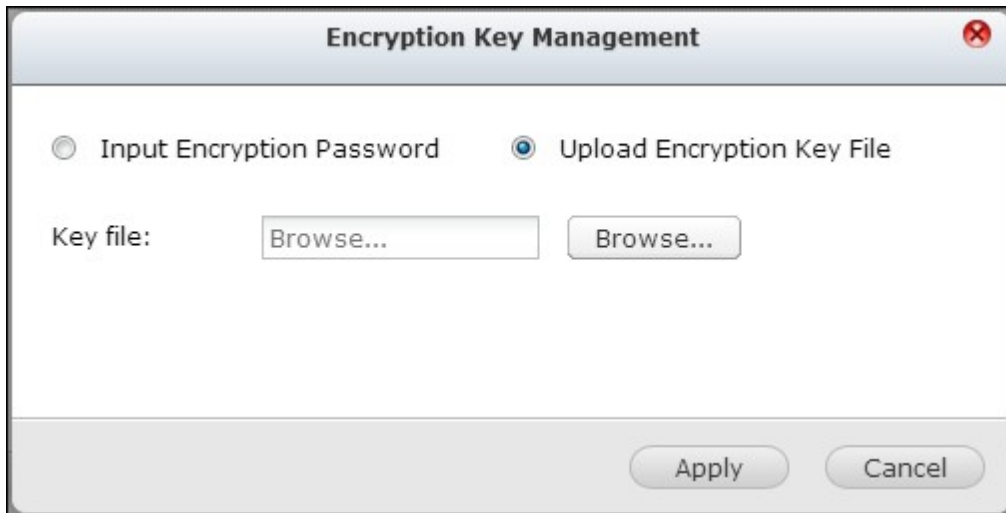 Encryption Key Management
Input Encryption Password Upload Encryption Key File
Key file: Browse... Browse...
Apply Cancel